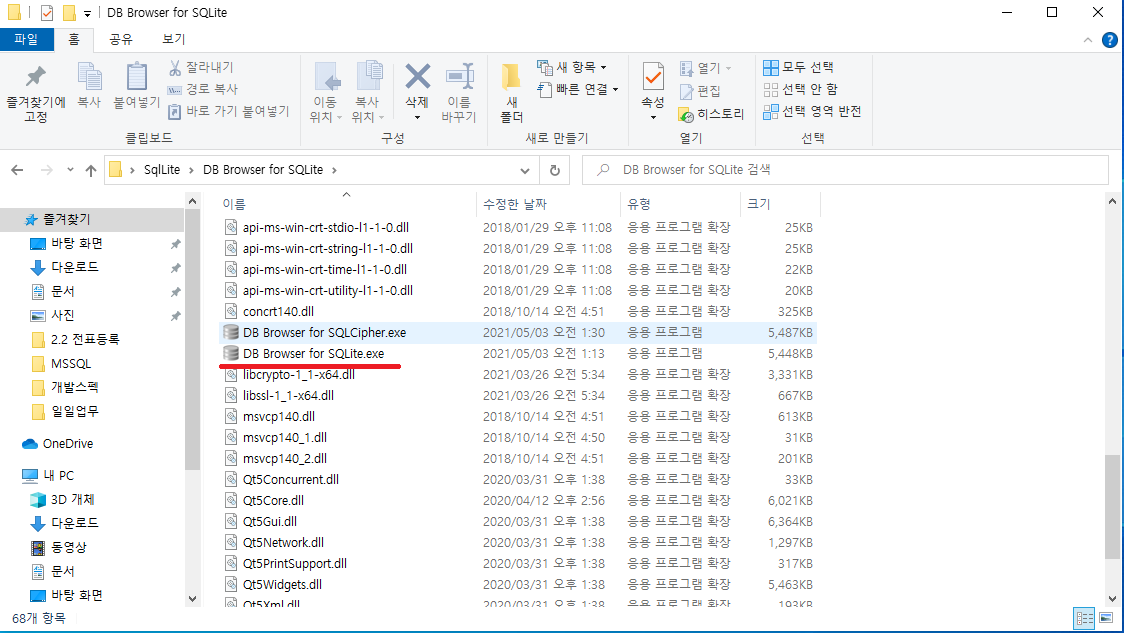 DB Browser for SQLite
파일 홈 공유 보기
즐겨찾기에 고정
복사
붙여넣기
잘라내기
경로 복사
바로 가기 붙여넣기
클립보드
이동 위치
복사 위치
삭제
이름 바꾸기
구성
새 폴더
새 항목
빠른 연결
새로 만들기
속성
열기
편집
히스토리
열기
모두 선택
선택 안 함
선택 영역 반전
선택
SqlLite > DB Browser for SQLite >
DB Browser for SQLite 검색
즐겨찾기
바탕 화면
다운로드
문서
사진
2.2 전표등록
MSSQL
개발스펙
일일업무
OneDrive
내 PC
3D 개체
다운로드
동영상
문서
바탕 화면
이름 수정한 날짜 유형 크기
api-ms-win-crt-stdio-l1-1-0.dll 2018/01/29 오후 11:08 응용 프로그램 확장 25KB
api-ms-win-crt-string-l1-1-0.dll 2018/01/29 오후 11:08 응용 프로그램 확장 25KB
api-ms-win-crt-time-l1-1-0.dll 2018/01/29 오후 11:08 응용 프로그램 확장 22KB
api-ms-win-crt-utility-l1-1-0.dll 2018/01/29 오후 11:08 응용 프로그램 확장 20KB
concrt140.dll 2018/10/14 오전 4:51 응용 프로그램 확장 325KB
DB Browser for SQLCipher.exe 2021/05/03 오전 1:30 응용 프로그램 5,487KB
DB Browser for SQLite.exe 2021/05/03 오전 1:13 응용 프로그램 5,448KB
libcrypto-1_1-x64.dll 2021/03/26 오전 5:34 응용 프로그램 확장 3,331KB
libssl-1_1-x64.dll 2021/03/26 오전 5:34 응용 프로그램 확장 667KB
msvcp140.dll 2018/10/14 오전 4:51 응용 프로그램 확장 613KB
msvcp140_1.dll 2018/10/14 오전 4:50 응용 프로그램 확장 31KB
msvcp140_2.dll 2018/10/14 오전 4:51 응용 프로그램 확장 201KB
Qt5Concurrent.dll 2020/03/31 오후 1:38 응용 프로그램 확장 33KB
Qt5Core.dll 2020/04/12 오후 2:56 응용 프로그램 확장 6,021KB
Qt5Gui.dll 2020/03/31 오후 1:38 응용 프로그램 확장 6,364KB
Qt5Network.dll 2020/03/31 오후 1:38 응용 프로그램 확장 1,297KB
Qt5PrintSupport.dll 2020/03/31 오후 1:38 응용 프로그램 확장 317KB
Qt5Widgets.dll 2020/03/31 오후 1:38 응용 프로그램 확장 5,463KB
Qt5Xml.dll 2020/03/31 오후 1:38 응용 프로그램 확장 193KB
68개 항목